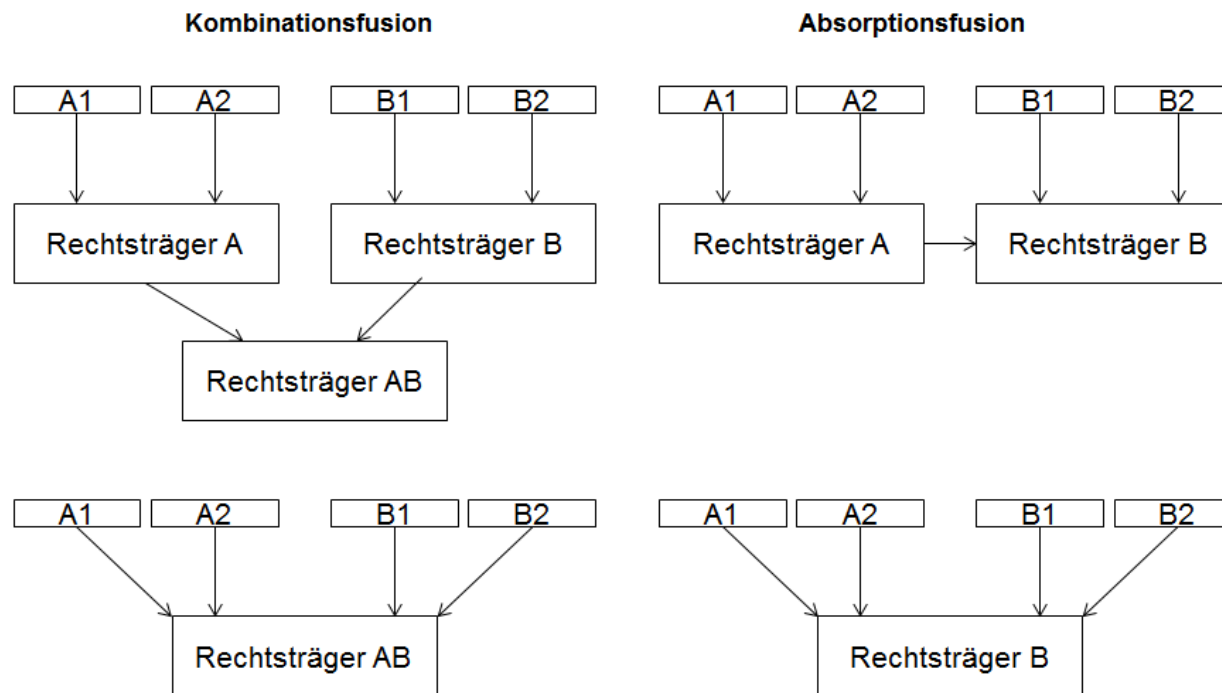 Kombinationsfusion
Absorptionsfusion
A1 A2 B1 B2
A1 A2 B1 B2
Rechtsträger A Rechtsträger B
Rechtsträger A Rechtsträger B
Rechtsträger AB
A1 A2 B1 B2
A1 A2 B1 B2
Rechtsträger AB
Rechtsträger B